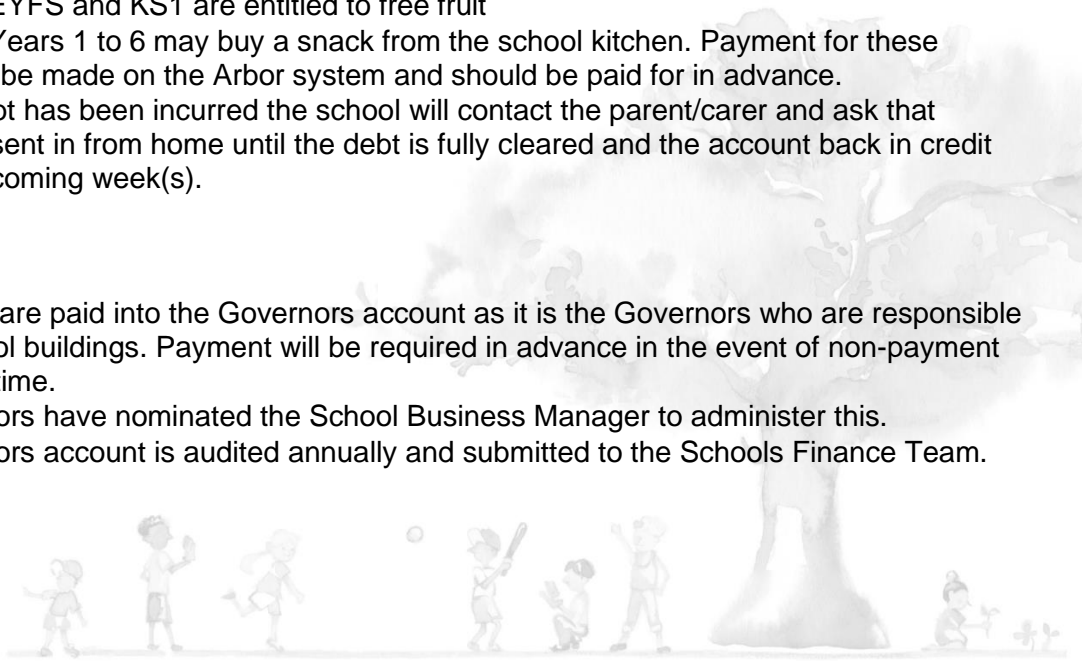 EYFS and KS1 are entitled to free fruit
Years 1 to 6 may buy a snack from the school kitchen. Payment for these
be made on the Arbor system and should be paid for in advance.
has been incurred the school will contact the parent/carer and ask that
sent in from home until the debt is fully cleared and the account back in credit
coming week(s).
are paid into the Governors account as it is the Governors who are responsible
buildings. Payment will be required in advance in the event of non-payment
time.
have nominated the School Business Manager to administer this.
account is audited annually and submitted to the Schools Finance Team.